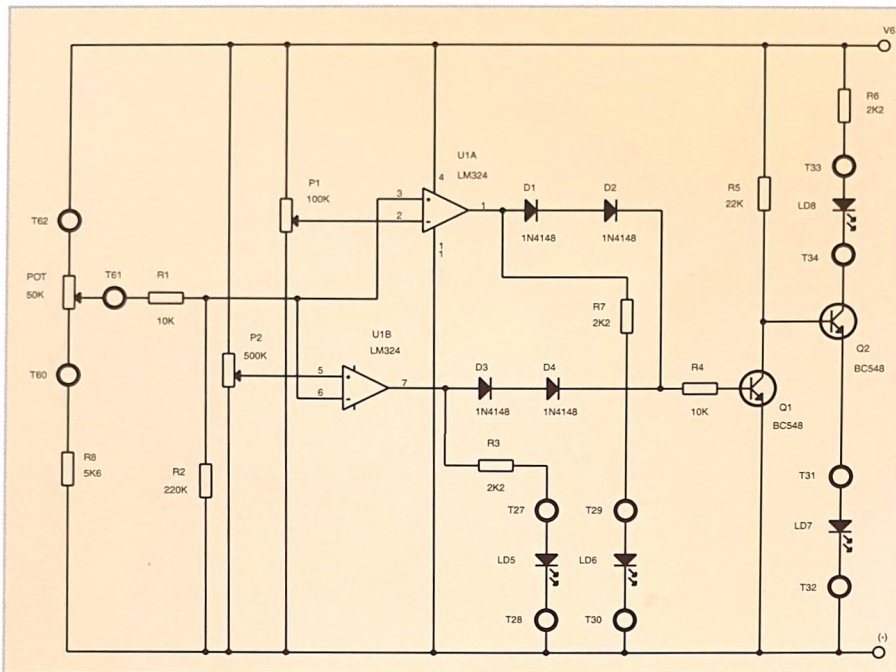 V6
R6
2K2
U1A
LM324
P1
100K
4
3
2
1
1
1
D1
1N4148
D2
1N4148
R5
22K
T33
LD8
T34
T62
POT
50K
T61
R1
10K
T60
P2
500K
U1B
LM324
5
6
7
D3
1N4148
D4
1N4148
R7
2K2
R4
10K
Q1
BC548
Q2
BC548
R3
2K2
R8
5K6
R2
220K
T27
LD5
T28
T29
LD6
T30
T31
LD7
T32
(-)